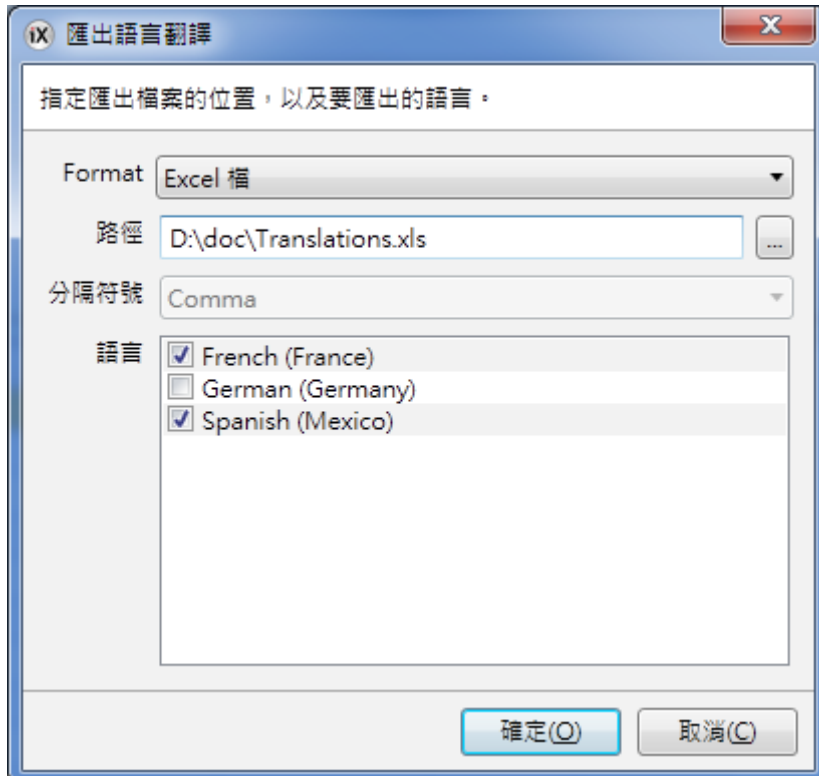 iX 匯出語言翻譯
指定匯出檔案的位置，以及要匯出的語言。
Format Excel 檔
路徑 D:\doc\Translations.xls ...
分隔符號 Comma
語言 French (France)
German (Germany)
Spanish (Mexico)
確定(O) 取消(C)